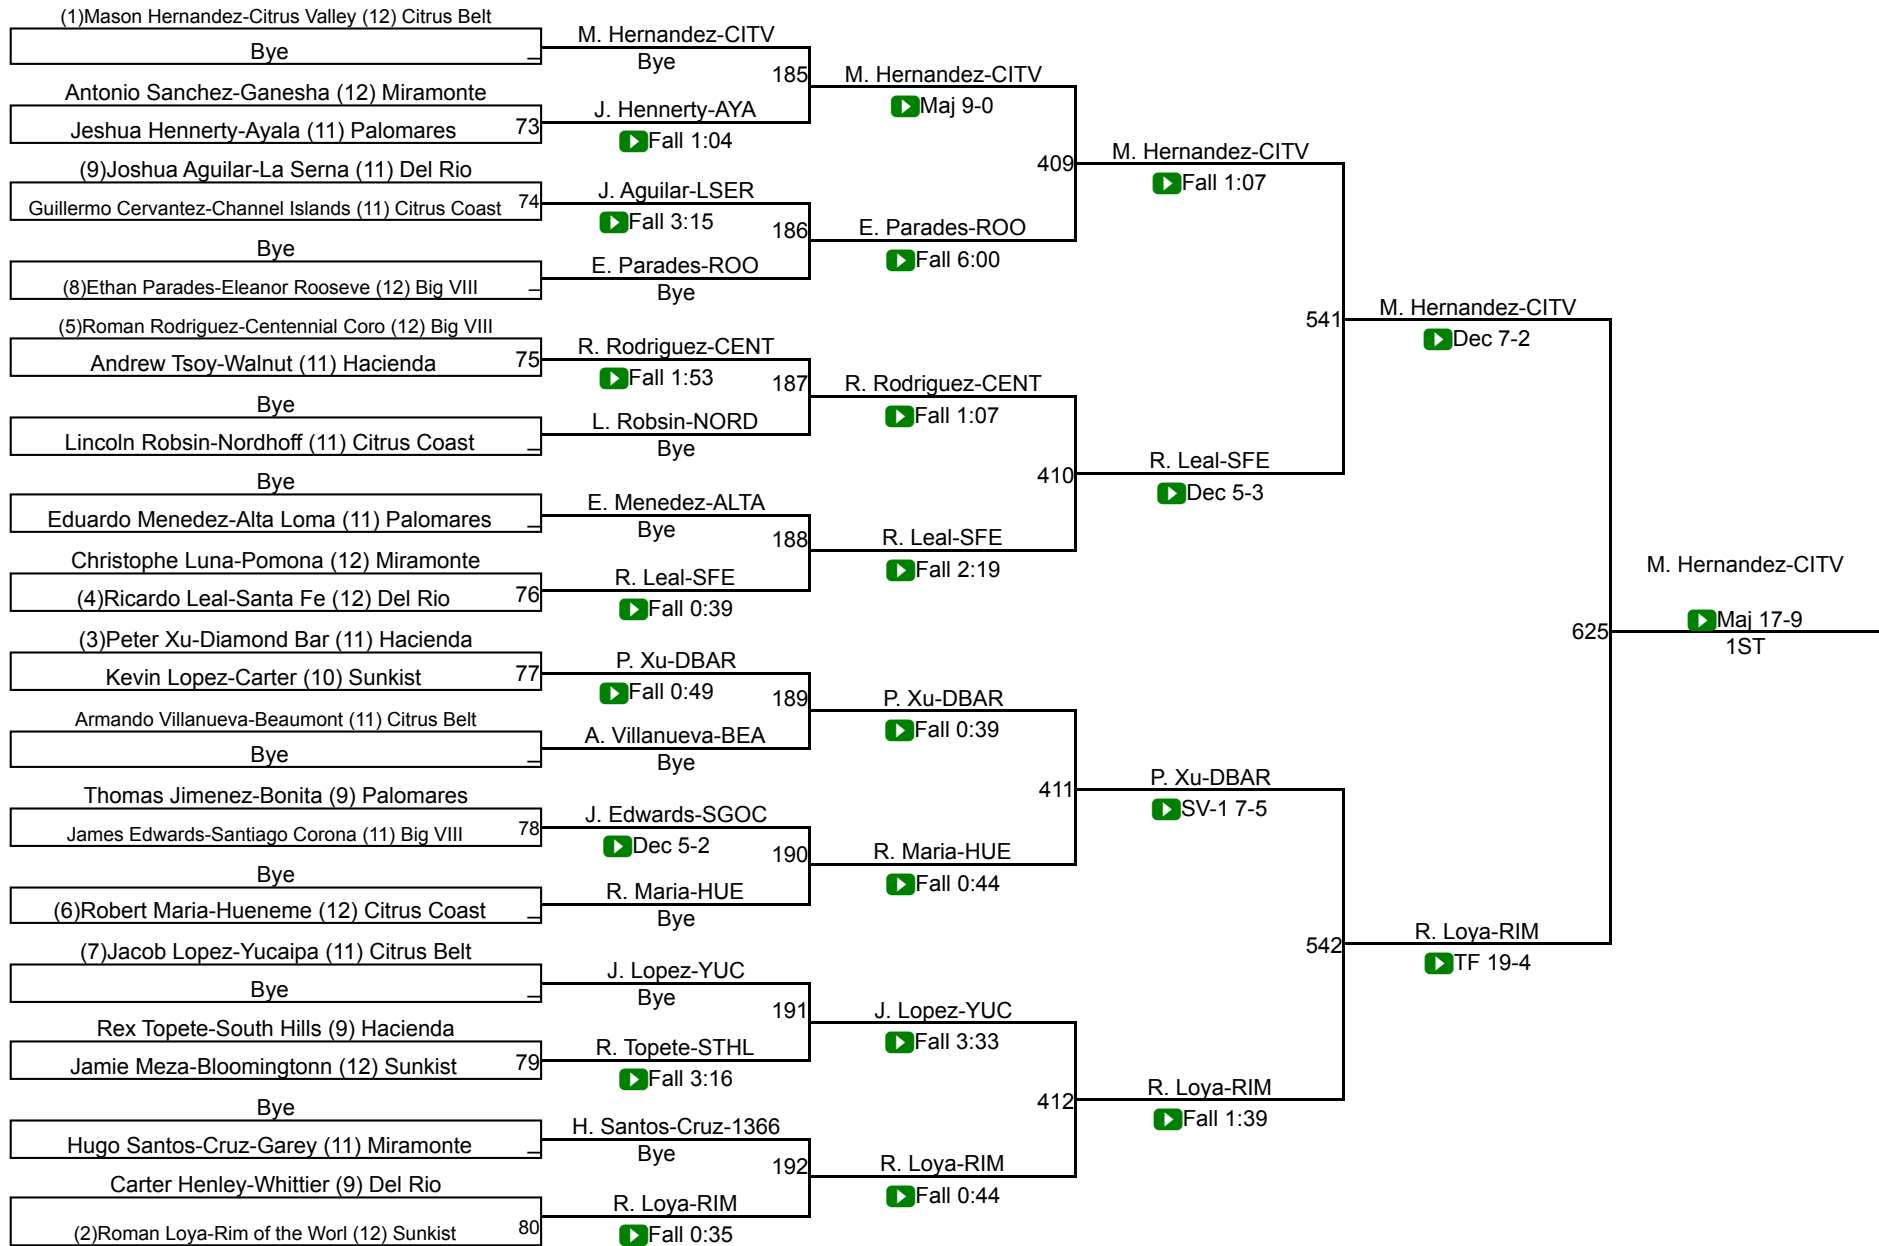 (1)Mason Hernandez-Citrus Valley (12) Citrus Belt
Bye
Antonio Sanchez-Ganesha (12) Miramonte
Jeshua Hennerty-Ayala (11) Palomares 73
(9)Joshua Aguilar-La Serna (11) Del Rio
Guillermo Cervantez-Channel Islands (11) Citrus Coast 74
Bye
(8)Ethan Parades-Eleanor Rooseve (12) Big VIII
(5)Roman Rodriguez-Centennial Coro (12) Big VIII
Andrew Tsoy-Walnut (11) Hacienda 75
Bye
Lincoln Robsin-Nordhoff (11) Citrus Coast
Bye
Eduardo Menedez-Alta Loma (11) Palomares
Christophe Luna-Pomona (12) Miramonte
(4)Ricardo Leal-Santa Fe (12) Del Rio 76
(3)Peter Xu-Diamond Bar (11) Hacienda
Kevin Lopez-Carter (10) Sunkist 77
Armando Villanueva-Beaumont (11) Citrus Belt
Bye
Thomas Jimenez-Bonita (9) Palomares
James Edwards-Santiago Corona (11) Big VIII 78
Bye
(6)Robert Maria-Hueneme (12) Citrus Coast
(7)Jacob Lopez-Yucaipa (11) Citrus Belt
Bye
Rex Topete-South Hills (9) Hacienda
Jamie Meza-Bloomingtonn (12) Sunkist 79
Bye
Hugo Santos-Cruz-Garey (11) Miramonte
Carter Henley-Whittier (9) Del Rio
(2)Roman Loya-Rim of the Worl (12) Sunkist 80
M. Hernandez-CITV
Bye
185
J. Hennerty-AYA
Fall 1:04
J. Aguilar-LSER
Fall 3:15
186
E. Parades-ROO
Bye
R. Rodriguez-CENT
Fall 1:53
187
L. Robsin-NORD
Bye
E. Menedez-ALTA
Bye
188
R. Leal-SFE
Fall 0:39
P. Xu-DBAR
Fall 0:49
189
A. Villanueva-BEA
Bye
J. Edwards-SGOC
Dec 5-2
190
R. Maria-HUE
Bye
J. Lopez-YUC
Bye
191
R. Topete-STHL
Fall 3:16
H. Santos-Cruz-1366
Bye
192
R. Loya-RIM
Fall 0:35
M. Hernandez-CITV
Maj 9-0
409
E. Parades-ROO
Fall 6:00
R. Rodriguez-CENT
Fall 1:07
410
R. Leal-SFE
Fall 2:19
P. Xu-DBAR
Fall 0:39
411
R. Maria-HUE
Fall 0:44
J. Lopez-YUC
Fall 3:33
412
R. Loya-RIM
Fall 0:44
M. Hernandez-CITV
Fall 1:07
541
R. Leal-SFE
Dec 5-3
P. Xu-DBAR
SV-1 7-5
542
R. Loya-RIM
Fall 1:39
M. Hernandez-CITV
Dec 7-2
625
R. Loya-RIM
TF 19-4
M. Hernandez-CITV
Maj 17-9
1ST